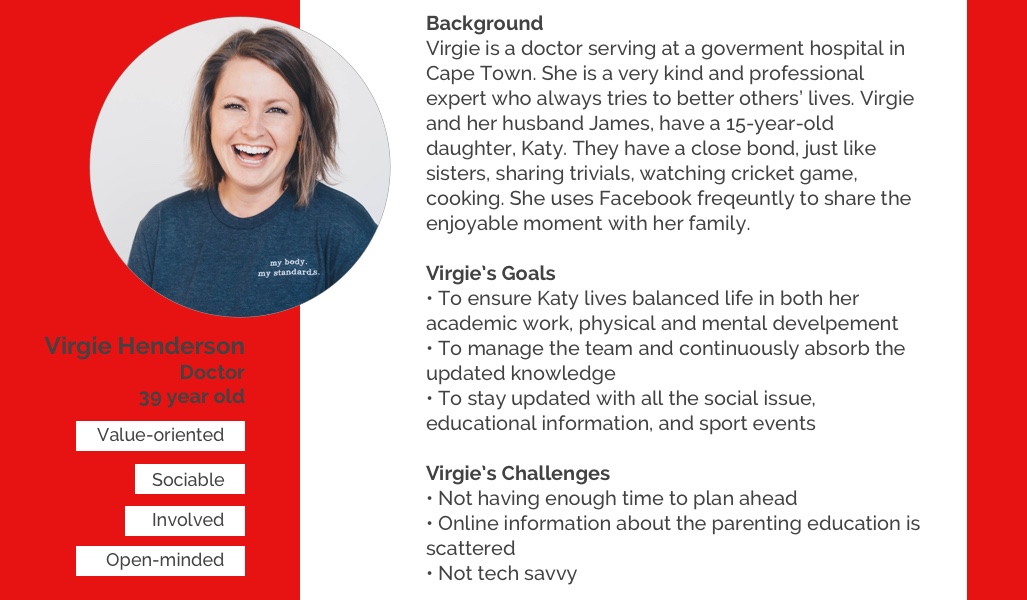 my body.
my standards.
Virgie Henderson
Doctor
39 year old
Value-oriented
Sociable
Involved
Open-minded
Background
Virgie is a doctor serving at a goverment hospital in
Cape Town. She is a very kind and professional
expert who always tries to better others’ lives. Virgie
and her husband James, have a 15-year-old
daughter, Katy. They have a close bond, just like
sisters, sharing trivials, watching cricket game,
cooking. She uses Facebook freqeuntly to share the
enjoyable moment with her family.
Virgie’s Goals
• To ensure Katy lives balanced life in both her
academic work, physical and mental develpement
• To manage the team and continuously absorb the
updated knowledge
• To stay updated with all the social issue,
educational information, and sport events
Virgie’s Challenges
• Not having enough time to plan ahead
• Online information about the parenting education is
scattered
• Not tech savvy